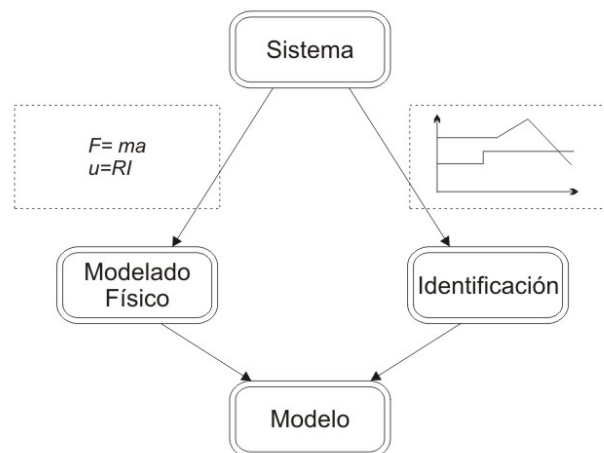 Sistema
F= ma
u=RI
Modelado
Físico
Identificación
Modelo